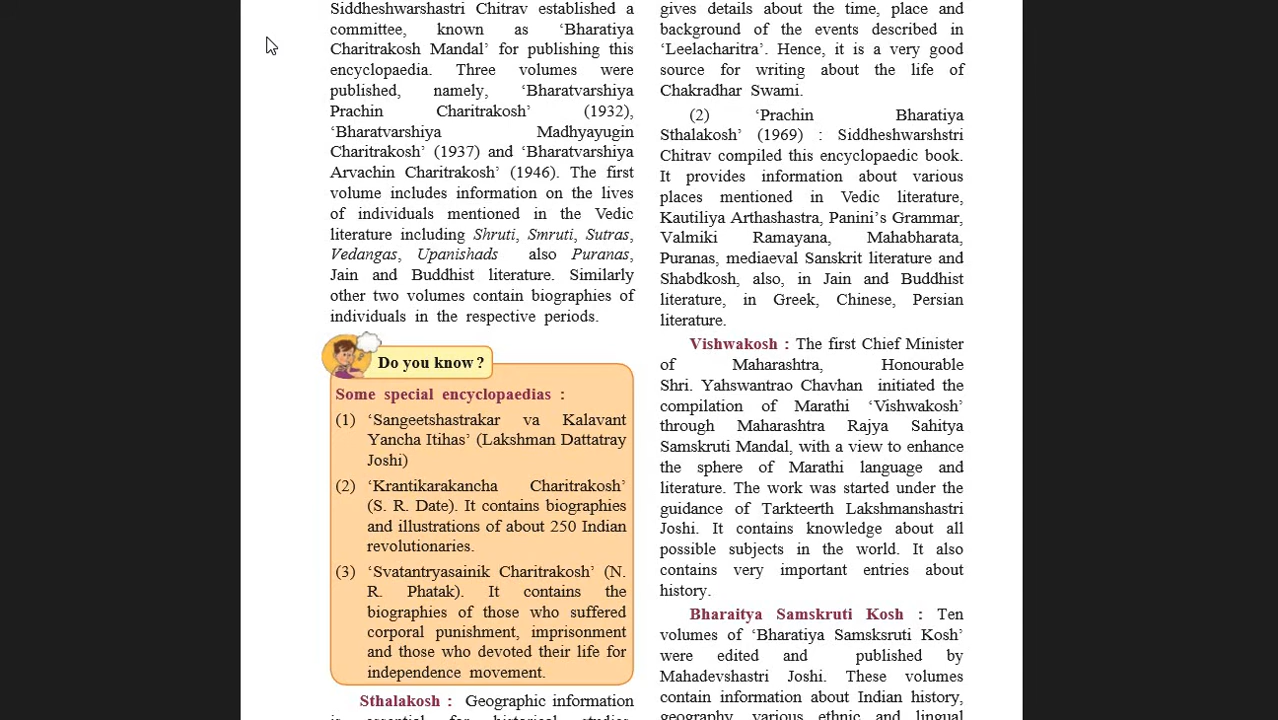 Siddheshwarshastri Chitrav established a
committee, known as ‘Bharatiya
Charitrakosh Mandal’ for publishing this
encyclopaedia. Three volumes were
published, namely, ‘Bharatvarshiya
Prachin Charitrakosh’ (1932),
‘Bharatvarshiya Madhyayugin
Charitrakosh’ (1937) and ‘Bharatvarshiya
Arvachin Charitrakosh’ (1946). The first
volume includes information on the lives
of individuals mentioned in the Vedic
literature including Shruti, Smruti, Sutras,
Vedangas, Upanishads also Puranas,
Jain and Buddhist literature. Similarly
other two volumes contain biographies of
individuals in the respective periods.
Do you know ?
Some special encyclopaedias :
(1) ‘Sangeetshastrakar va Kalavant
Yancha Itihas’ (Lakshman Dattatray
Joshi)
(2) ‘Krantikarakancha Charitrakosh’
(S. R. Date). It contains biographies
and illustrations of about 250 Indian
revolutionaries.
(3) ‘Svatantryasainik Charitrakosh’ (N.
R. Phatak). It contains the
biographies of those who suffered
corporal punishment, imprisonment
and those who devoted their life for
independence movement.
Sthalakosh : Geographic information
is essential for historical studies.
gives details about the time, place and
background of the events described in
‘Leelacharitra’. Hence, it is a very good
source for writing about the life of
Chakradhar Swami.
(2) ‘Prachin Bharatiya
Sthalakosh’ (1969) : Siddheshwarshstri
Chitrav compiled this encyclopaedic book.
It provides information about various
places mentioned in Vedic literature,
Kautiliya Arthashastra, Panini’s Grammar,
Valmiki Ramayana, Mahabharata,
Puranas, mediaeval Sanskrit literature and
Shabdkosh, also, in Jain and Buddhist
literature, in Greek, Chinese, Persian
literature.
Vishwakosh : The first Chief Minister
of Maharashtra, Honourable
Shri. Yahswantrao Chavhan initiated the
compilation of Marathi ‘Vishwakosh’
through Maharashtra Rajya Sahitya
Samskruti Mandal, with a view to enhance
the sphere of Marathi language and
literature. The work was started under the
guidance of Tarkteerth Lakshmanshastri
Joshi. It contains knowledge about all
possible subjects in the world. It also
contains very important entries about
history.
Bharaitya Samskruti Kosh : Ten
volumes of ‘Bharatiya Samsksruti Kosh’
were edited and published by
Mahadevshastri Joshi. These volumes
contain information about Indian history,
geography, various ethnic and lingual